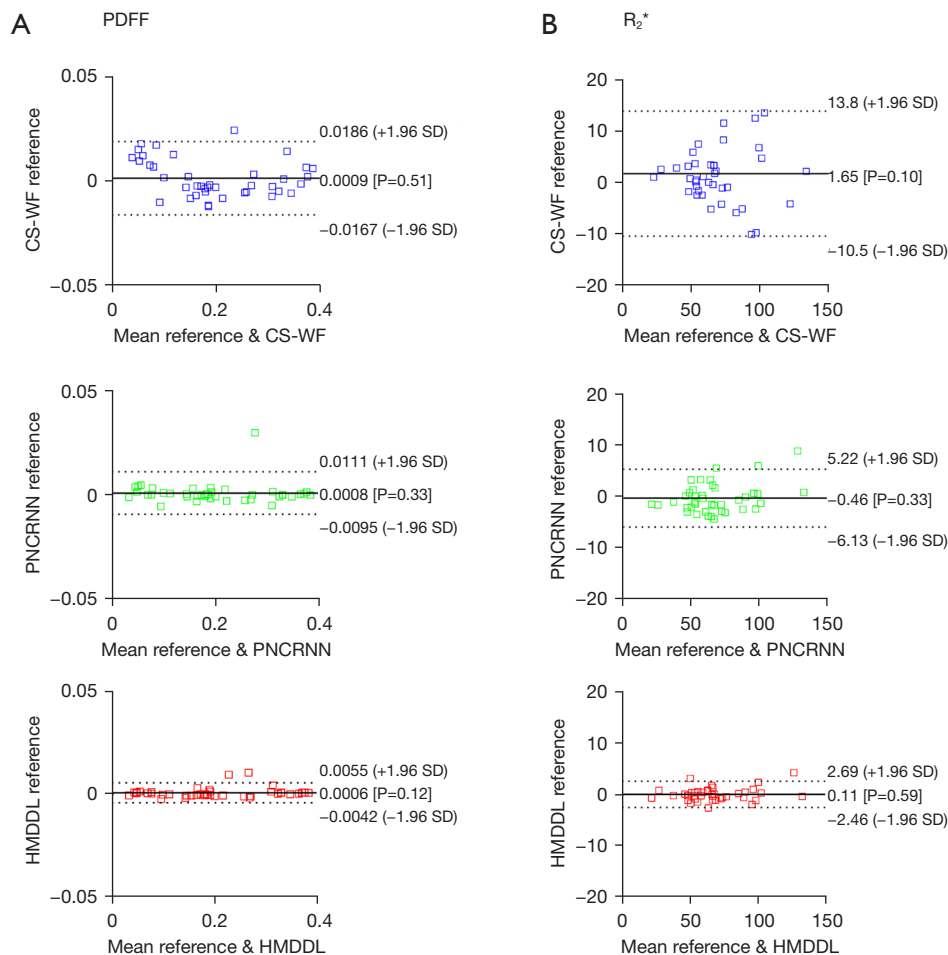 A PDFF
0.05
0
−0.05
CS-WF reference
0.0186 (+1.96 SD)
0.0009 [P=0.51]
−0.0167 (−1.96 SD)
0 0.2 0.4
Mean reference & CS-WF
B R₂*
20
10
0
−10
−20
CS-WF reference
13.8 (+1.96 SD)
1.65 [P=0.10]
−10.5 (−1.96 SD)
0 50 100 150
Mean reference & CS-WF
0.05
0
−0.05
PNCRNN reference
0.0111 (+1.96 SD)
0.0008 [P=0.33]
−0.0095 (−1.96 SD)
0 0.2 0.4
Mean reference & PNCRNN
20
10
0
−10
−20
PNCRNN reference
5.22 (+1.96 SD)
−0.46 [P=0.33]
−6.13 (−1.96 SD)
0 50 100 150
Mean reference & PNCRNN
0.05
0
−0.05
HMDDL reference
0.0055 (+1.96 SD)
0.0006 [P=0.12]
−0.0042 (−1.96 SD)
0 0.2 0.4
Mean reference & HMDDL
20
10
0
−10
−20
HMDDL reference
2.69 (+1.96 SD)
0.11 [P=0.59]
−2.46 (−1.96 SD)
0 50 100 150
Mean reference & HMDDL